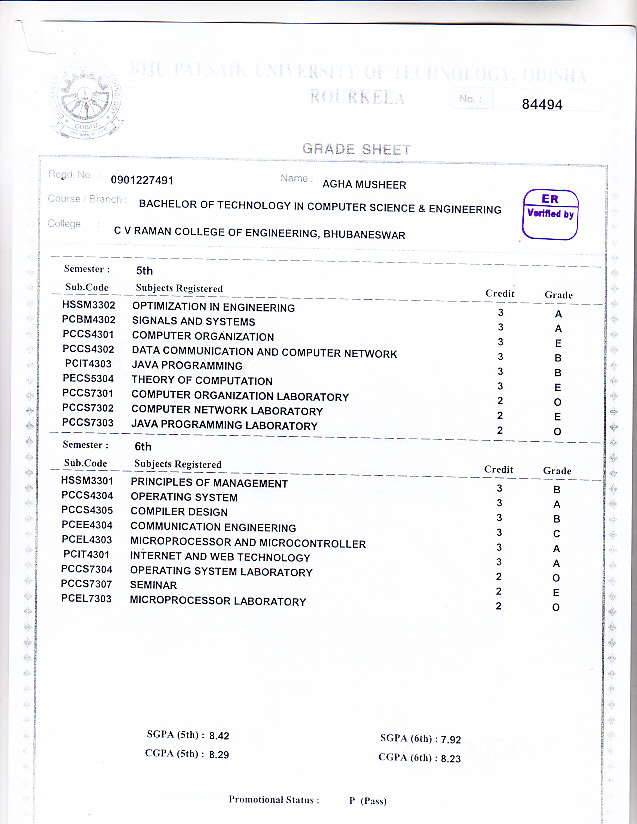 BIJU PATNAIK UNIVERSITY OF TECHNOLOGY, ODISHA
ROURKELA
No. : 84494
GRADE SHEET
Regd. No. : 0901227491 Name : AGHA MUSHEER
Course / Branch : BACHELOR OF TECHNOLOGY IN COMPUTER SCIENCE & ENGINEERING
College : C V RAMAN COLLEGE OF ENGINEERING, BHUBANESWAR
ER
Verified by
Semester : 5th
Sub.Code Subjects Registered Credit Grade
HSSM3302 OPTIMIZATION IN ENGINEERING 3 A
PCBM4302 SIGNALS AND SYSTEMS 3 A
PCCS4301 COMPUTER ORGANIZATION 3 E
PCCS4302 DATA COMMUNICATION AND COMPUTER NETWORK 3 B
PCIT4303 JAVA PROGRAMMING 3 B
PECS5304 THEORY OF COMPUTATION 3 E
PCCS7301 COMPUTER ORGANIZATION LABORATORY 2 O
PCCS7302 COMPUTER NETWORK LABORATORY 2 E
PCCS7303 JAVA PROGRAMMING LABORATORY 2 O
Semester : 6th
Sub.Code Subjects Registered Credit Grade
HSSM3301 PRINCIPLES OF MANAGEMENT 3 B
PCCS4304 OPERATING SYSTEM 3 A
PCCS4305 COMPILER DESIGN 3 B
PCEE4304 COMMUNICATION ENGINEERING 3 C
PCEL4303 MICROPROCESSOR AND MICROCONTROLLER 3 A
PCIT4301 INTERNET AND WEB TECHNOLOGY 3 A
PCCS7304 OPERATING SYSTEM LABORATORY 2 O
PCCS7307 SEMINAR 2 E
PCEL7303 MICROPROCESSOR LABORATORY 2 O
SGPA (5th) : 8.42 SGPA (6th) : 7.92
CGPA (5th) : 8.29 CGPA (6th) : 8.23
Promotional Status : P (Pass)